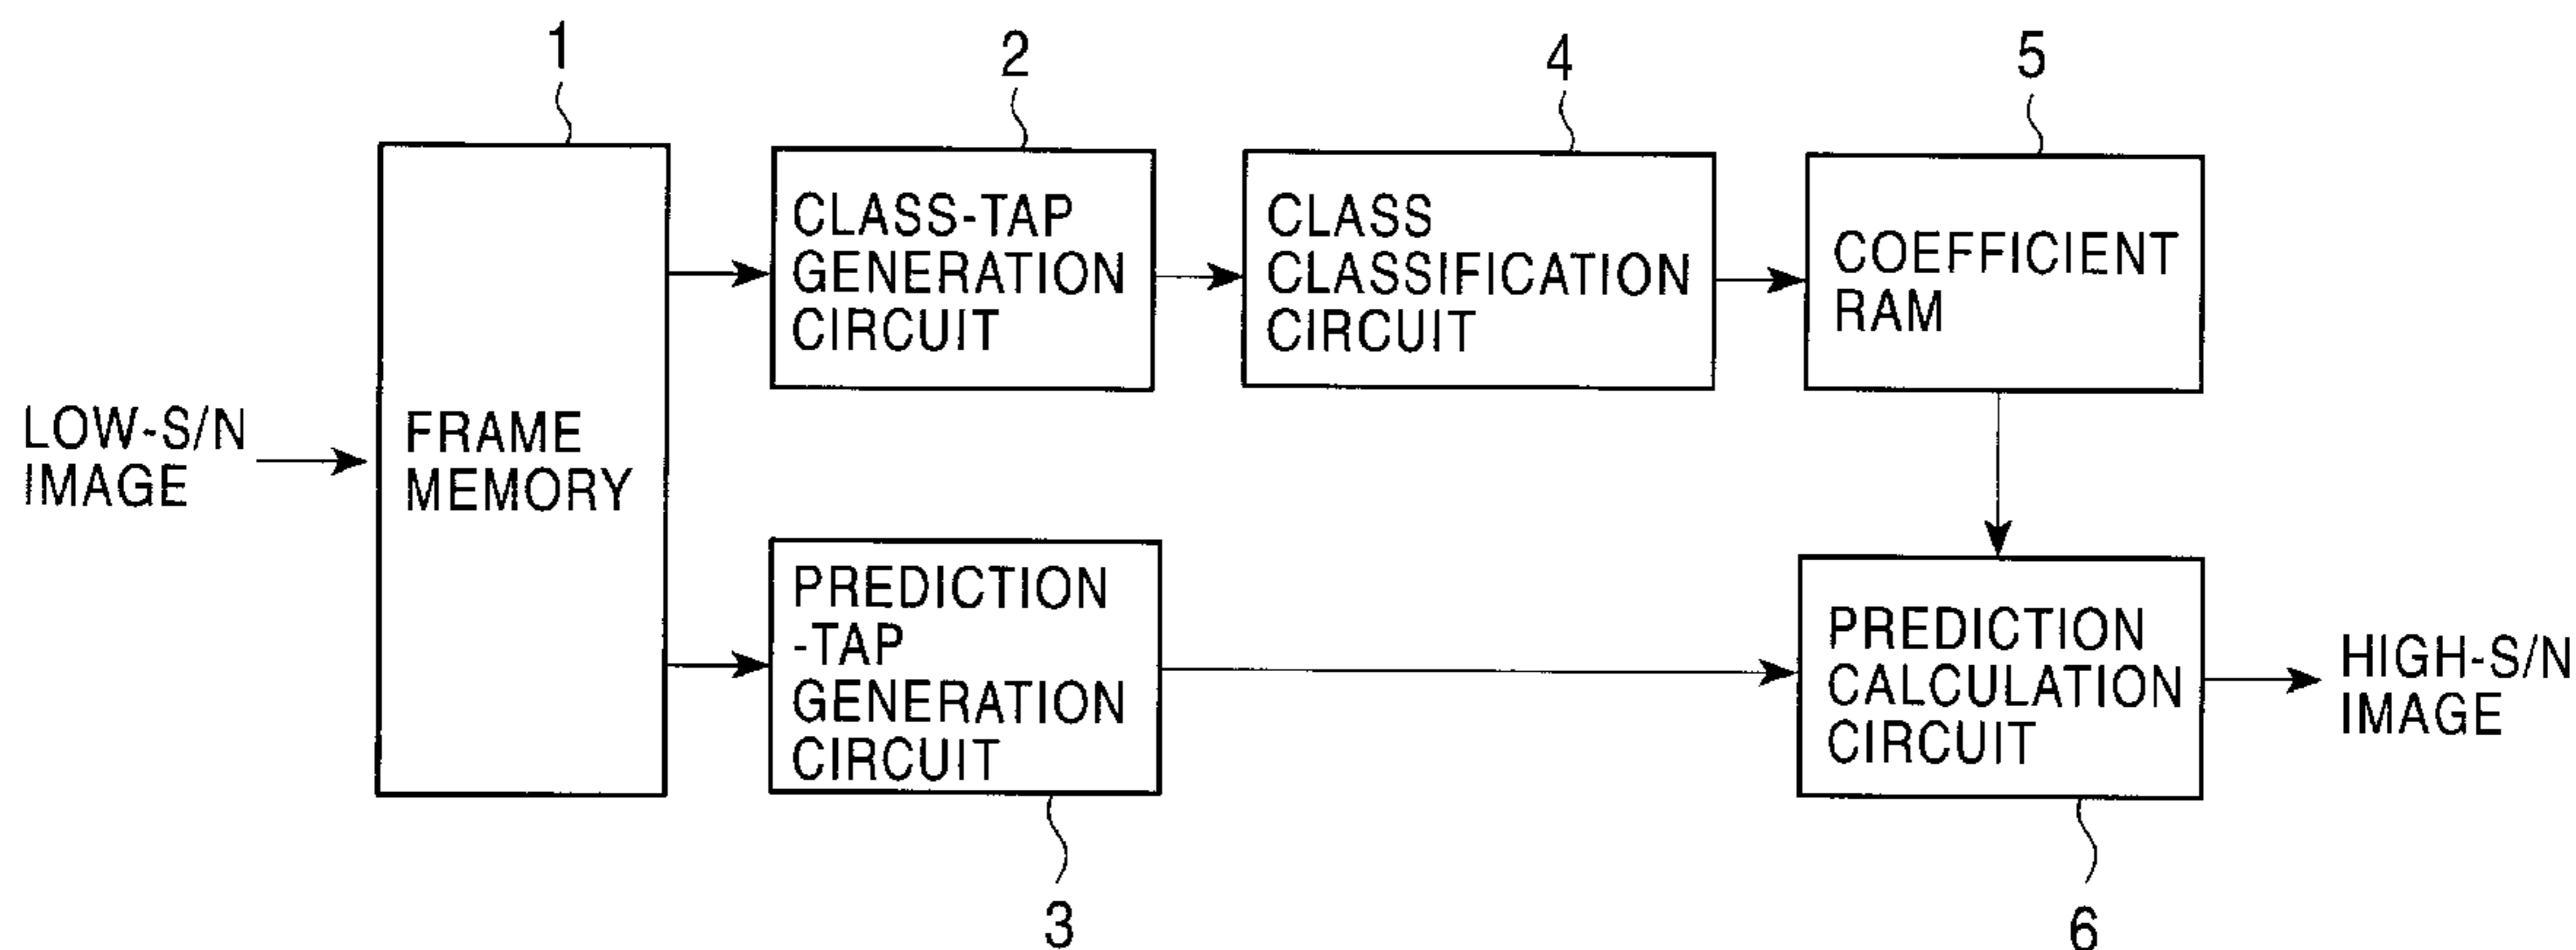 1
2
4
5
LOW-S/N
IMAGE
FRAME
MEMORY
CLASS-TAP
GENERATION
CIRCUIT
CLASS
CLASSIFICATION
CIRCUIT
COEFFICIENT
RAM
PREDICTION
-TAP
GENERATION
CIRCUIT
PREDICTION
CALCULATION
CIRCUIT
HIGH-S/N
IMAGE
3
6